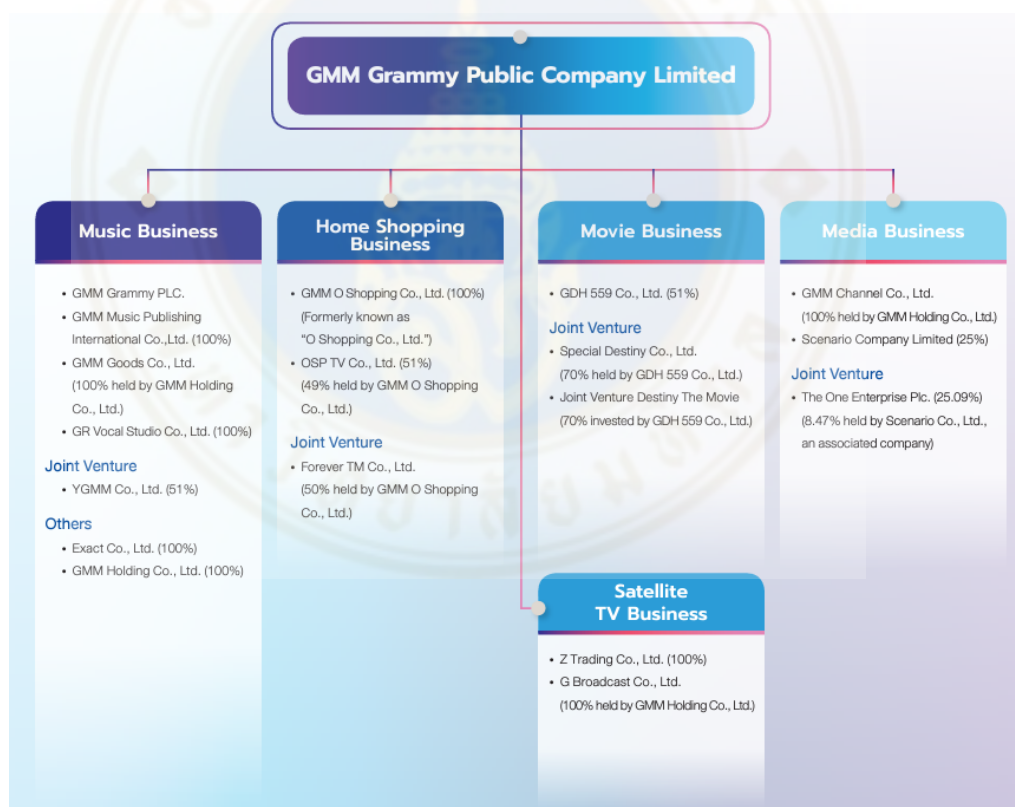 GMM Grammy Public Company Limited
Music Business
• GMM Grammy PLC.
• GMM Music Publishing
International Co.,Ltd. (100%)
• GMM Goods Co., Ltd.
(100% held by GMM Holding
Co., Ltd.)
• GR Vocal Studio Co., Ltd. (100%)
Joint Venture
• YGMM Co., Ltd. (51%)
Others
• Exact Co., Ltd. (100%)
• GMM Holding Co., Ltd. (100%)
Home Shopping
Business
• GMM O Shopping Co., Ltd. (100%)
(Formerly known as
“O Shopping Co., Ltd.”)
• OSP TV Co., Ltd. (51%)
(49% held by GMM O Shopping
Co., Ltd.)
Joint Venture
• Forever TM Co., Ltd.
(50% held by GMM O Shopping
Co., Ltd.)
Movie Business
• GDH 559 Co., Ltd. (51%)
Joint Venture
• Special Destiny Co., Ltd.
(70% held by GDH 559 Co., Ltd.)
• Joint Venture Destiny The Movie
(70% invested by GDH 559 Co., Ltd.)
Media Business
• GMM Channel Co., Ltd.
(100% held by GMM Holding Co., Ltd.)
• Scenario Company Limited (25%)
Joint Venture
• The One Enterprise Plc. (25.09%)
(8.47% held by Scenario Co., Ltd.,
an associated company)
Satellite
TV Business
• Z Trading Co., Ltd. (100%)
• G Broadcast Co., Ltd.
(100% held by GMM Holding Co., Ltd.)